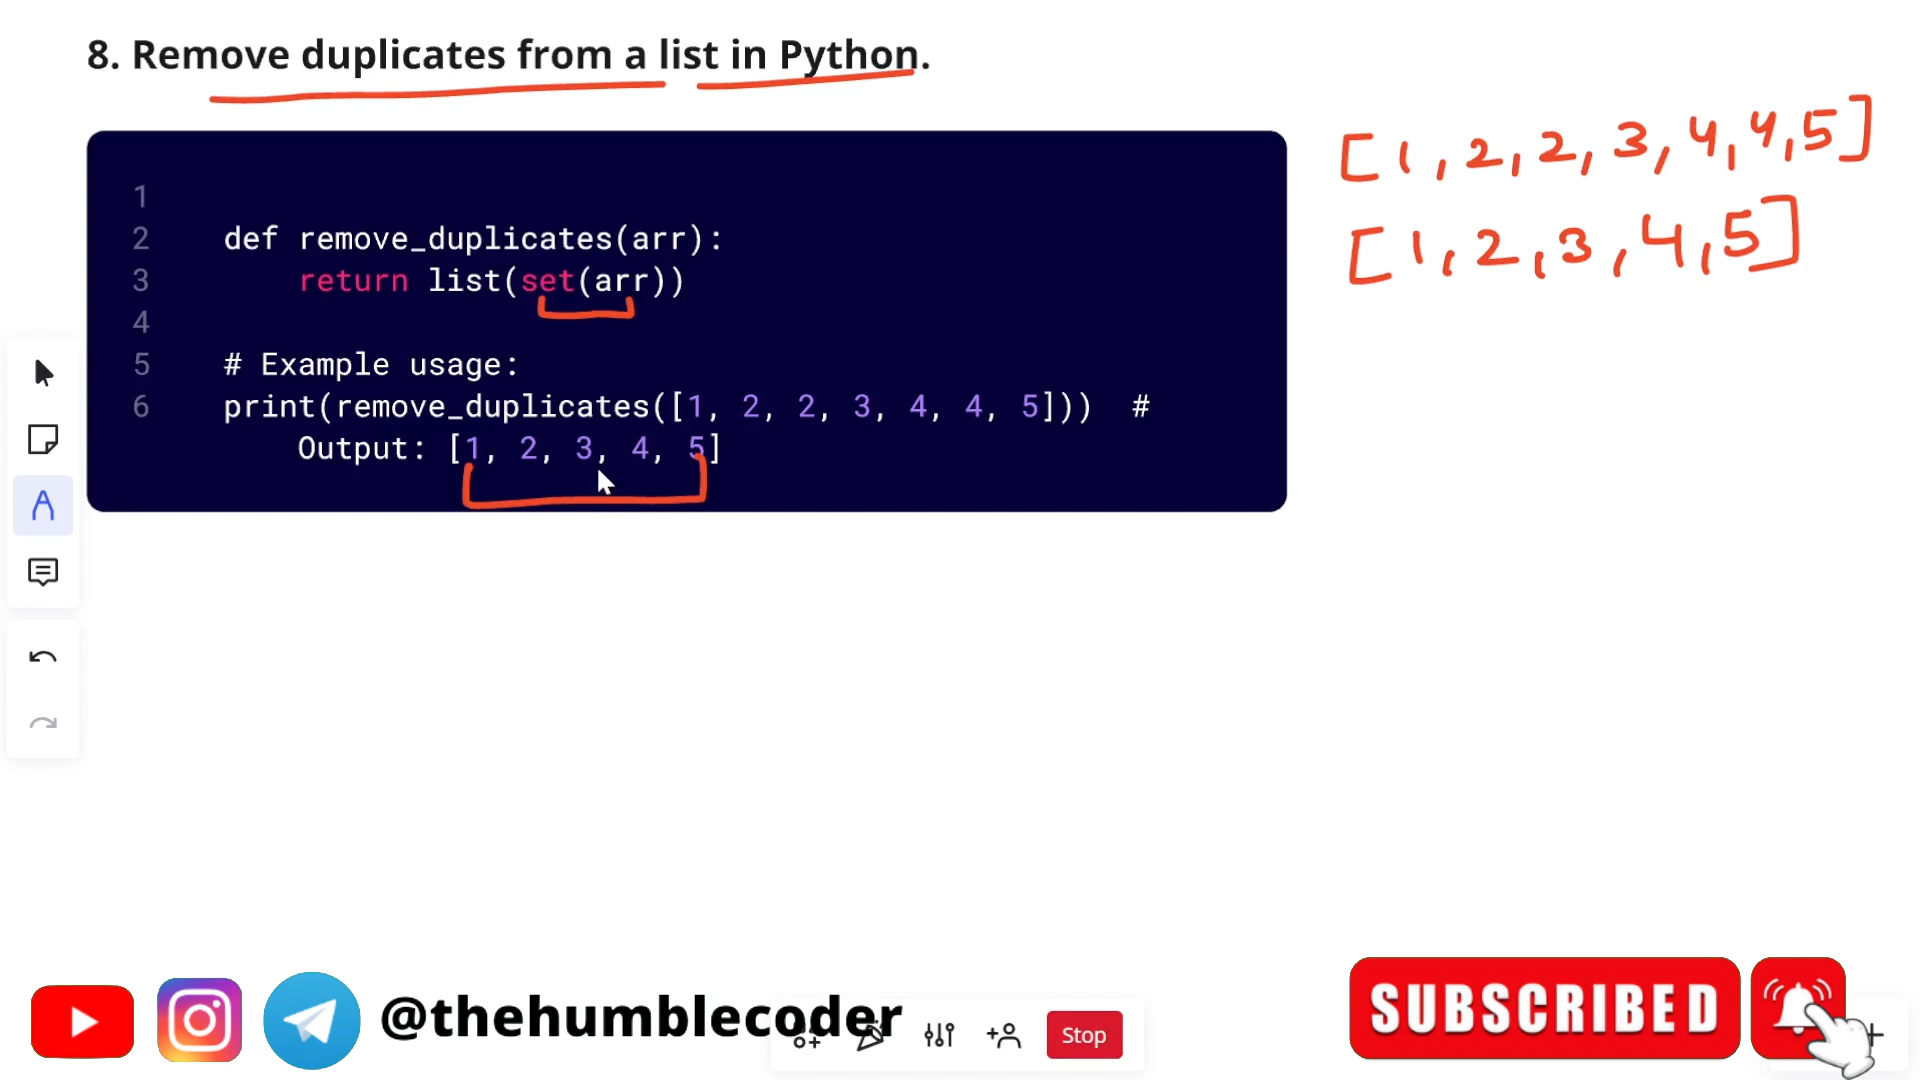 8. Remove duplicates from a list in Python.
[1, 2, 2, 3, 4, 4, 5]
[1, 2, 3, 4, 5]
1
2 def remove_duplicates(arr):
3 return list(set(arr))
4
5 # Example usage:
6 print(remove_duplicates([1, 2, 2, 3, 4, 4, 5])) #
Output: [1, 2, 3, 4, 5]
@thehumblecoder
Stop
SUBSCRIBED